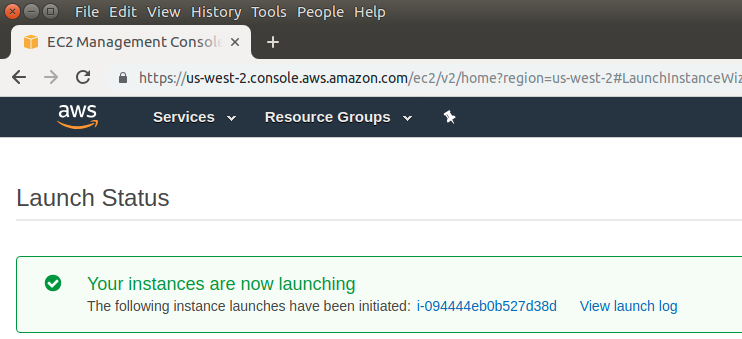 File Edit View History Tools People Help
EC2 Management Console
https://us-west-2.console.aws.amazon.com/ec2/v2/home?region=us-west-2#LaunchInstanceWiz
aws Services Resource Groups
Launch Status
Your instances are now launching
The following instance launches have been initiated: i-094444eb0b527d38d View launch log